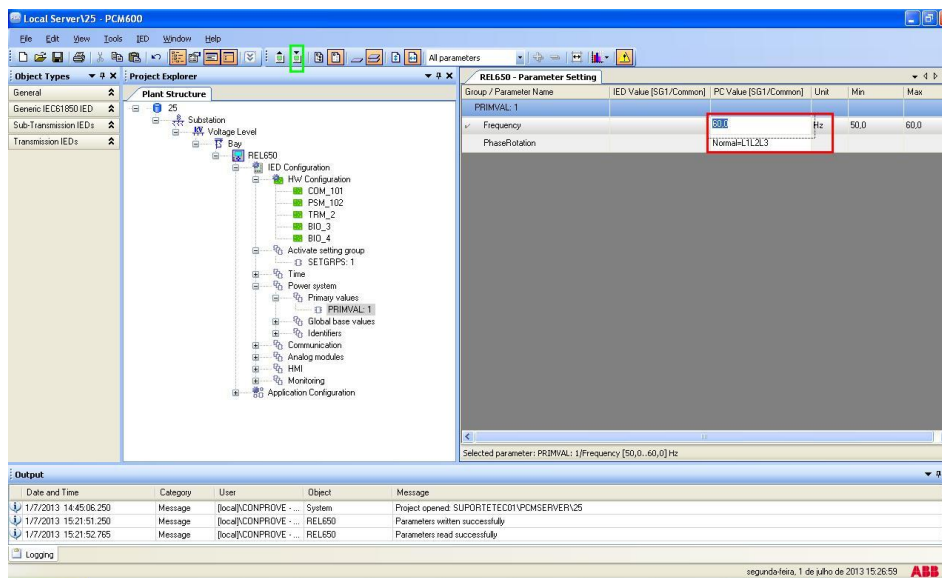 Local Server\25 - PCM600
File Edit View Tools IED Window Help
All parameters
Object Types
General
Generic IEC61850 IED
Sub-Transmission IEDs
Transmission IEDs
Project Explorer
Plant Structure
25
Substation
Voltage Level
Bay
REL650
IED Configuration
HW Configuration
COM_101
PSM_102
TRM_2
BIO_3
BIO_4
Activate setting group
SETGRPS: 1
Time
Power system
Primary values
PRIMVAL: 1
Global base values
Identifiers
Communication
Analog modules
HMI
Monitoring
Application Configuration
REL650 - Parameter Setting
Group / Parameter Name IED Value [SG1/Common] PC Value [SG1/Common] Unit Min Max
PRIMVAL: 1
Frequency 60,0 Hz 50,0 60,0
PhaseRotation Normal=L1L2L3
Selected parameter: PRIMVAL: 1/Frequency [50,0..60,0] Hz
Output
Date and Time Category User Object Message
1/7/2013 14:45:06.250 Message [local]\CONPROVE - ... System Project opened: SUPORTETEC01\PCMSERVER\25
1/7/2013 15:21:51.250 Message [local]\CONPROVE - ... REL650 Parameters written successfully
1/7/2013 15:21:52.765 Message [local]\CONPROVE - ... REL650 Parameters read successfully
Logging
segunda-feira, 1 de julho de 2013 15:26:59 ABB